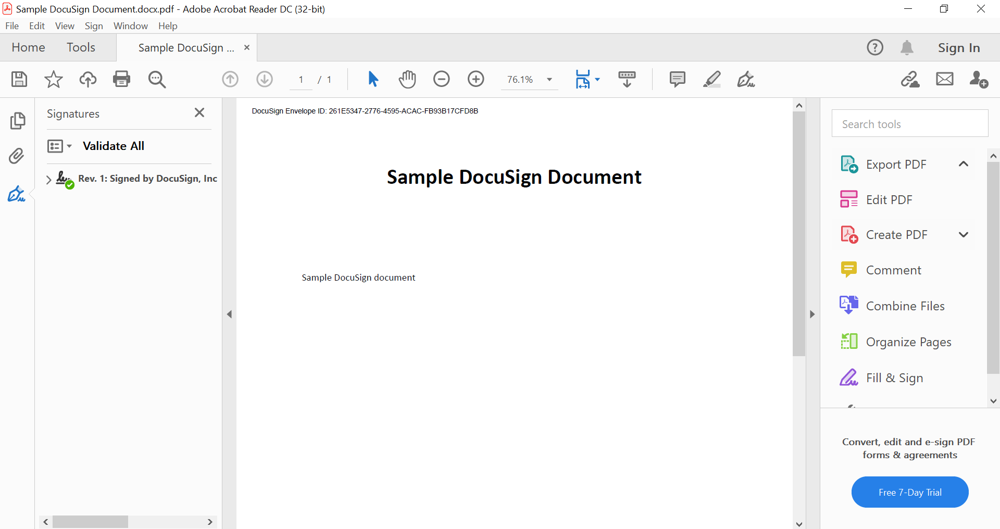 Sample DocuSign Document.docx.pdf - Adobe Acrobat Reader DC (32-bit)
File Edit View Sign Window Help
Home Tools Sample DocuSign ... × Sign In
1 / 1 76.1%
Signatures
Validate All
Rev. 1: Signed by DocuSign, Inc
DocuSign Envelope ID: 261E5347-2776-4595-ACAC-FB93B17CFD8B
Sample DocuSign Document
Sample DocuSign document
Search tools
Export PDF
Edit PDF
Create PDF
Comment
Combine Files
Organize Pages
Fill & Sign
Convert, edit and e-sign PDF
forms & agreements
Free 7-Day Trial